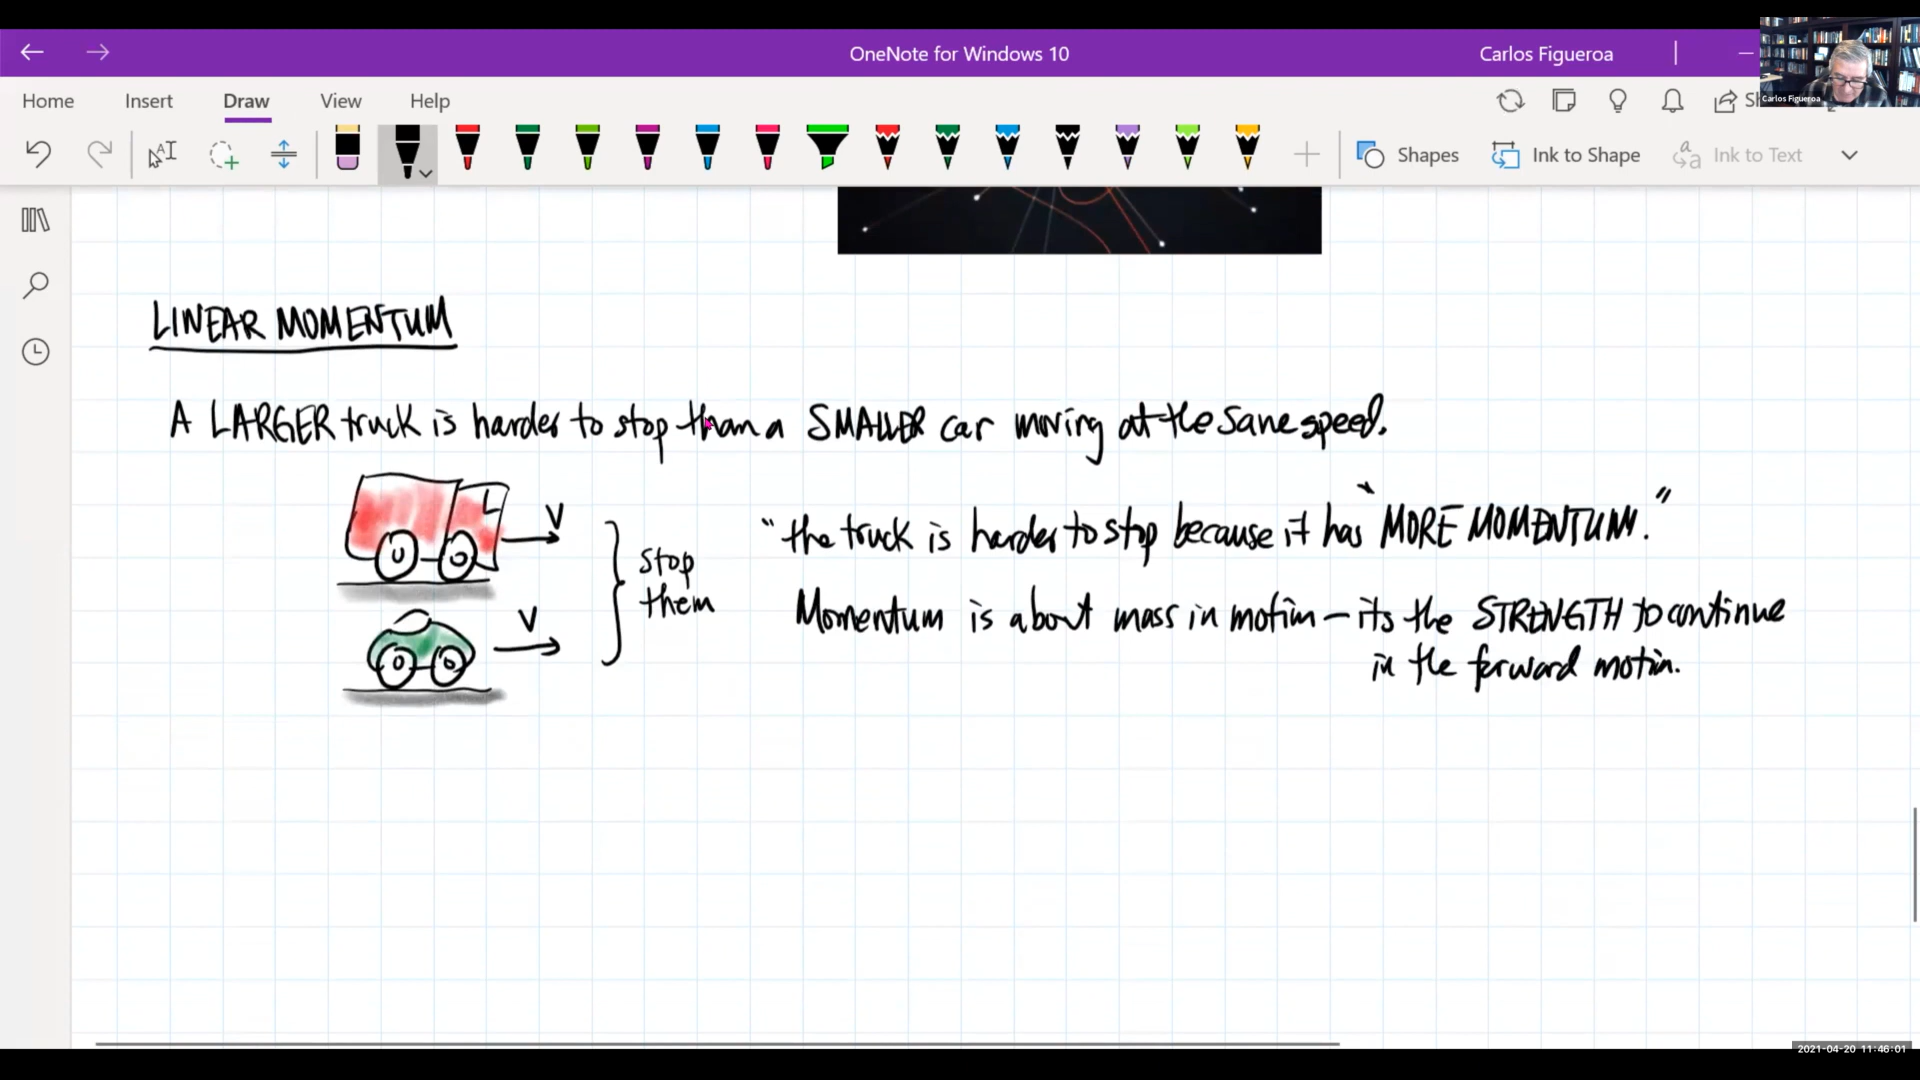 OneNote for Windows 10
Carlos Figueroa
Carlos Figueroa
Home Insert Draw View Help
Shapes Ink to Shape Ink to Text
LINEAR MOMENTUM
A LARGER truck is harder to stop than a SMALLER car moving at the sane speed.
V
"the truck is harder to stop because it has "MORE MOMENTUM."
stop
them
V
Momentum is about mass in motion – its the STRENGTH to continue
in the forward motion.
2021-04-20 11:46:01